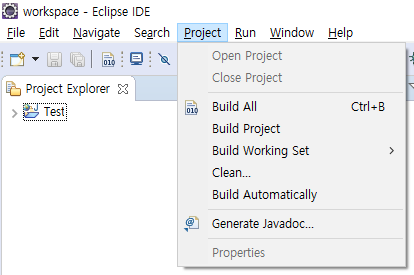 workspace - Eclipse IDE
File Edit Navigate Search Project Run Window Help
Project Explorer
Test
Open Project
Close Project
Build All Ctrl+B
Build Project
Build Working Set
Clean...
Build Automatically
Generate Javadoc...
Properties